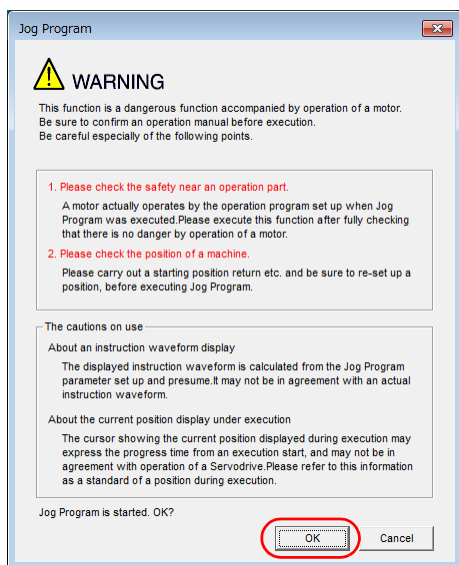 Jog Program
WARNING
This function is a dangerous function accompanied by operation of a motor.
Be sure to confirm an operation manual before execution.
Be careful especially of the following points.
1. Please check the safety near an operation part.
A motor actually operates by the operation program set up when Jog
Program was executed.Please execute this function after fully checking
that there is no danger by operation of a motor.
2. Please check the position of a machine.
Please carry out a starting position return etc. and be sure to re-set up a
position, before executing Jog Program.
The cautions on use
About an instruction waveform display
The displayed instruction waveform is calculated from the Jog Program
parameter set up and presume.It may not be in agreement with an actual
instruction waveform.
About the current position display under execution
The cursor showing the current position displayed during execution may
express the progress time from an execution start, and may not be in
agreement with operation of a Servodrive.Please refer to this information
as a standard of a position during execution.
Jog Program is started. OK?
OK
Cancel